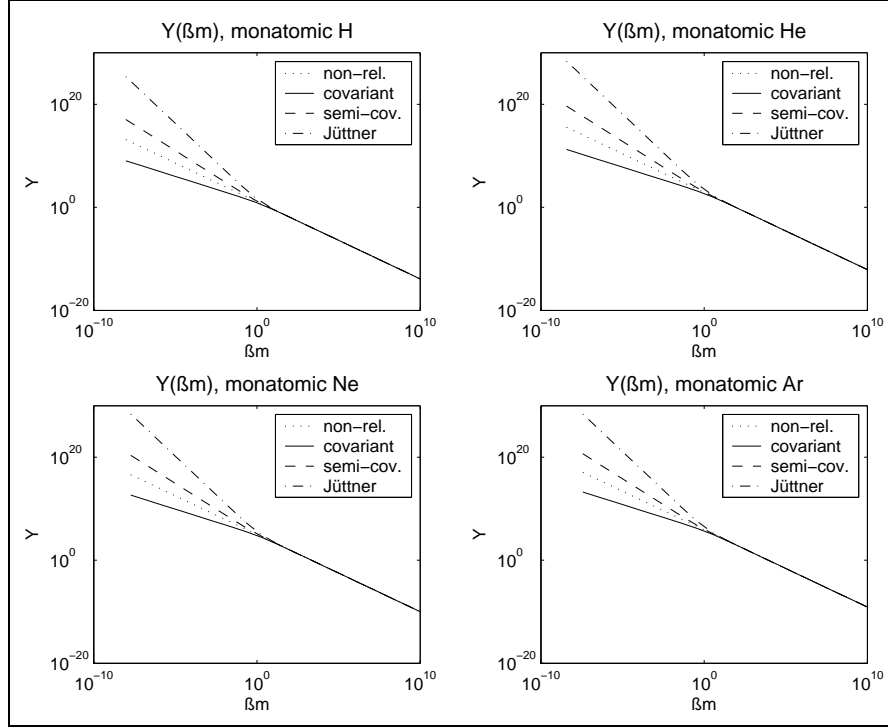 Y(ßm), monatomic H
non−rel.
covariant
semi−cov.
Jüttner
10^20
10^0
10^−20
Y
10^−10
10^0
10^10
ßm
Y(ßm), monatomic He
non−rel.
covariant
semi−cov.
Jüttner
10^20
10^0
10^−20
Y
10^−10
10^0
10^10
ßm
Y(ßm), monatomic Ne
non−rel.
covariant
semi−cov.
Jüttner
10^20
10^0
10^−20
Y
10^−10
10^0
10^10
ßm
Y(ßm), monatomic Ar
non−rel.
covariant
semi−cov.
Jüttner
10^20
10^0
10^−20
Y
10^−10
10^0
10^10
ßm